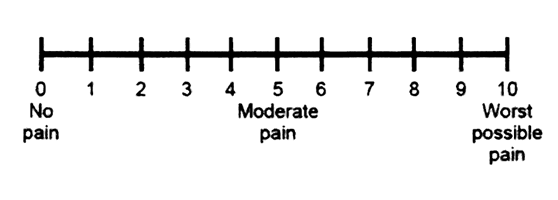 0 1 2 3 4 5 6 7 8 9 10
No Moderate Worst
pain pain possible
pain